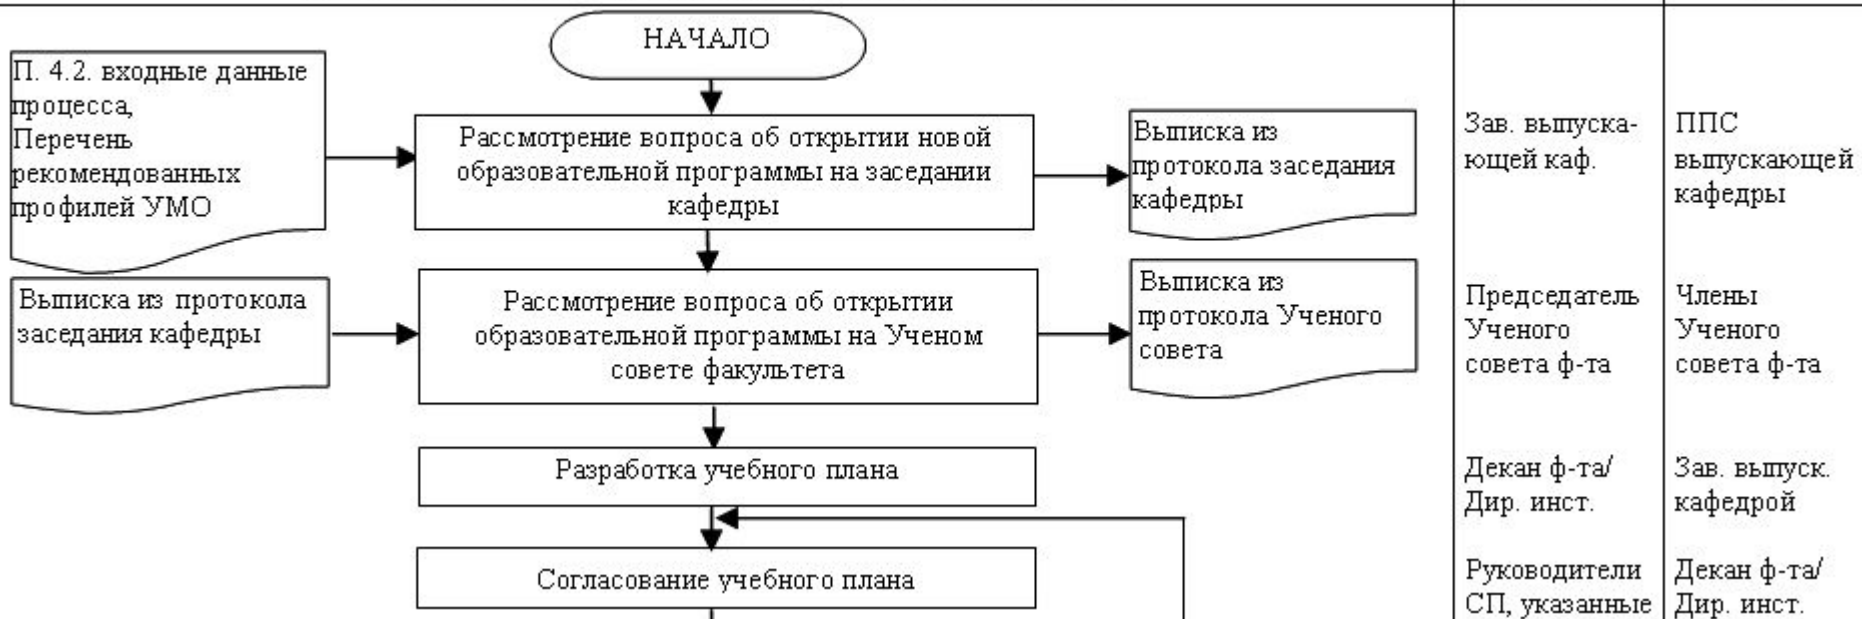 НАЧАЛО
П. 4.2. входные данные
процесса,
Перечень
рекомендованных
профилей УМО
Рассмотрение вопроса об открытии новой
образовательной программы на заседании
кафедры
Выписка из
протокола заседания
кафедры
Зав. выпуска-
ющей каф.
ППС
выпускающей
кафедры
Выписка из протокола
заседания кафедры
Рассмотрение вопроса об открытии
образовательной программы на Ученом
совете факультета
Выписка из
протокола Ученого
совета
Председатель
Ученого
совета ф-та
Члены
Ученого
совета ф-та
Разработка учебного плана
Декан ф-та/
Дир. инст.
Зав. выпуск.
кафедрой
Согласование учебного плана
Руководители
СП, указанные
Декан ф-та/
Дир. инст.